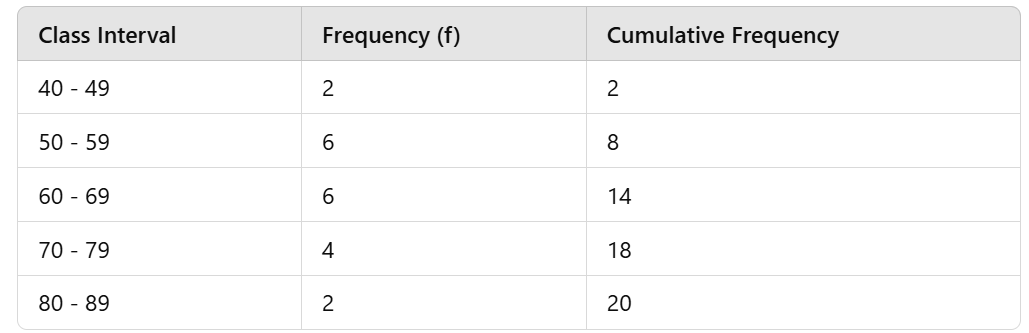 Class Interval Frequency (f) Cumulative Frequency
40 - 49 2 2
50 - 59 6 8
60 - 69 6 14
70 - 79 4 18
80 - 89 2 20